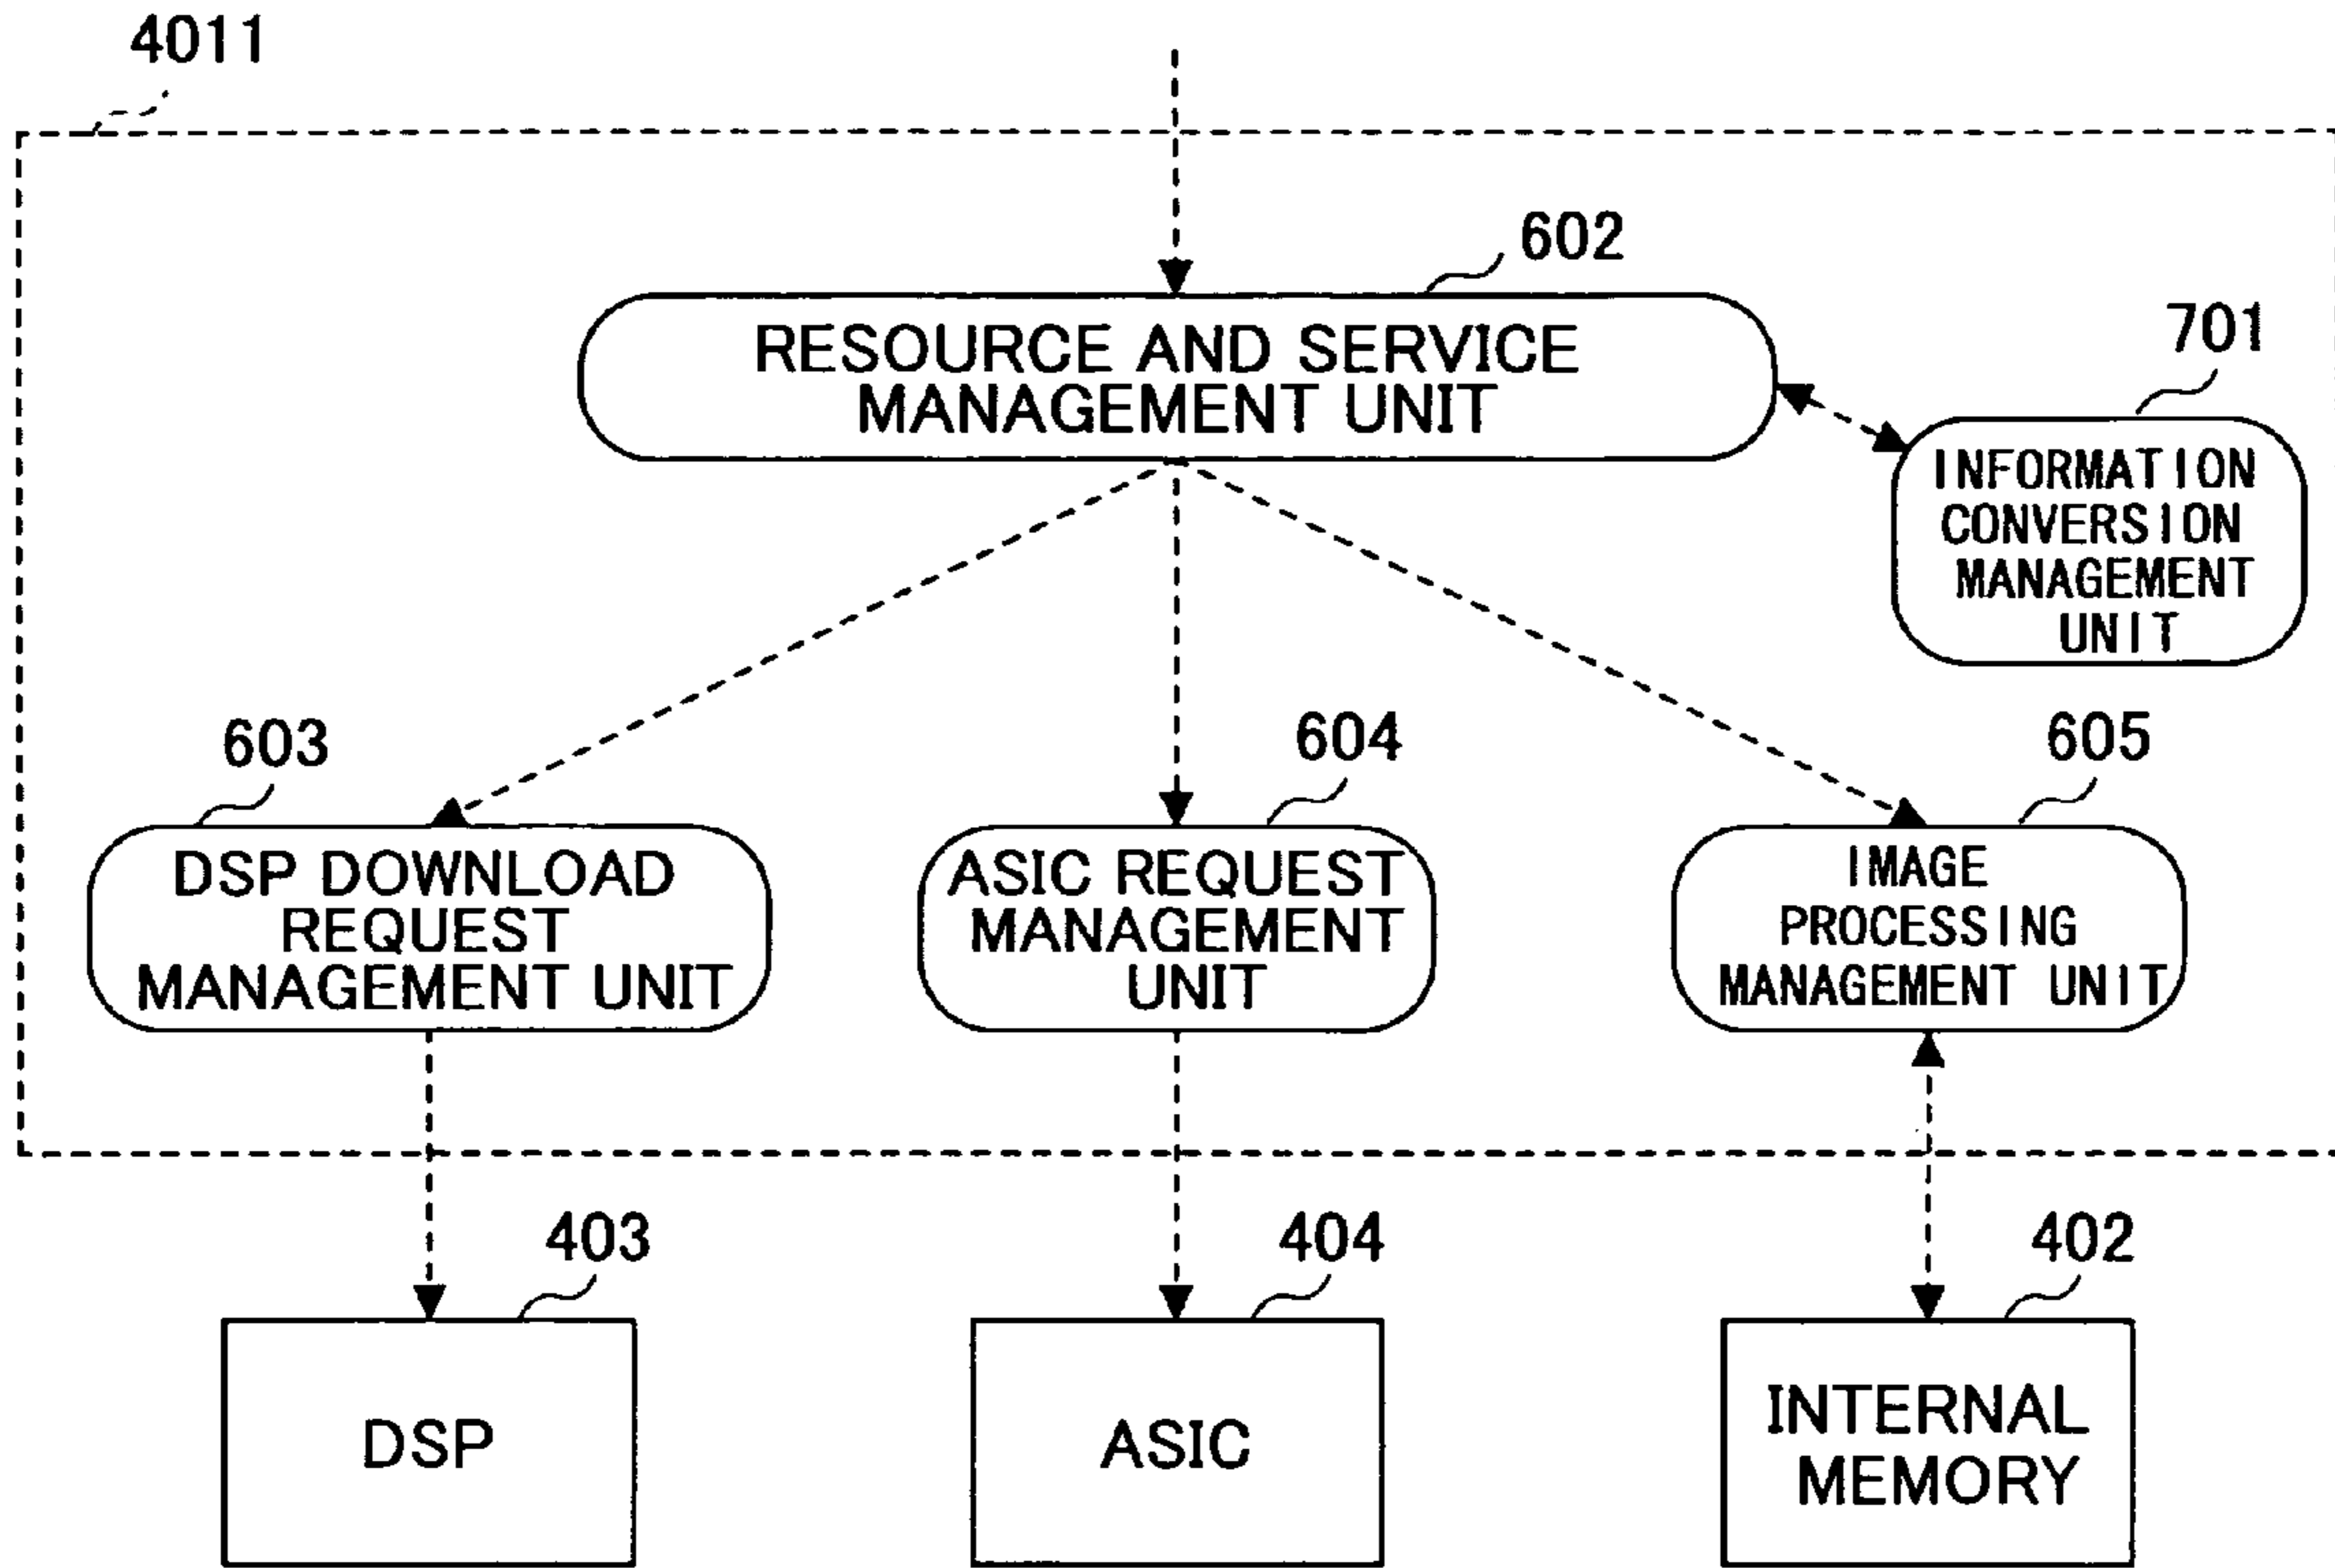 4011
602
RESOURCE AND SERVICE
MANAGEMENT UNIT
701
INFORMATION
CONVERSION
MANAGEMENT
UNIT
603
DSP DOWNLOAD
REQUEST
MANAGEMENT UNIT
604
ASIC REQUEST
MANAGEMENT
UNIT
605
IMAGE
PROCESSING
MANAGEMENT UNIT
403
DSP
404
ASIC
402
INTERNAL
MEMORY